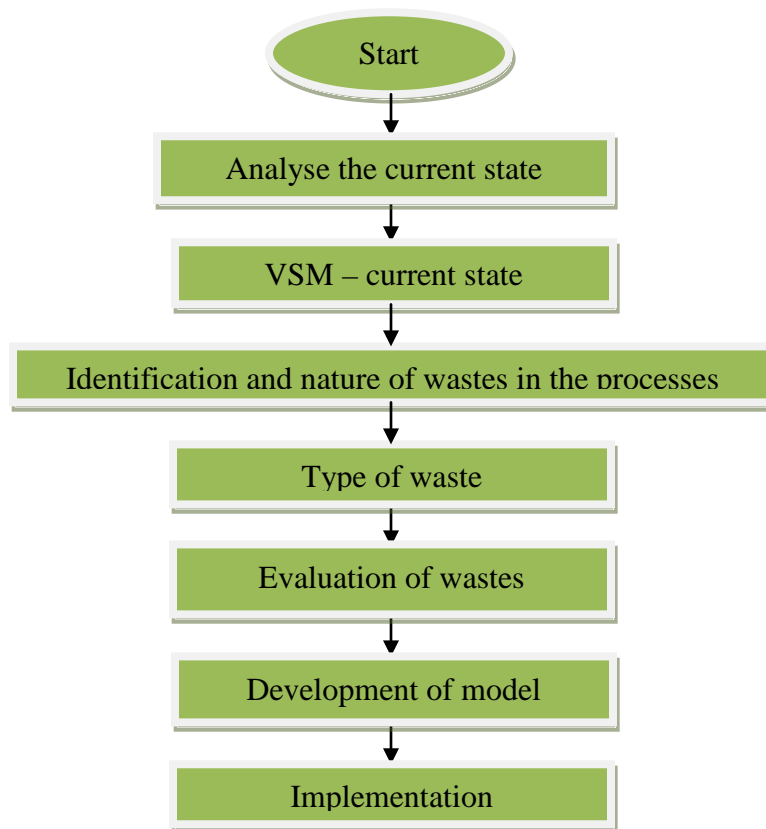 Start
Analyse the current state
VSM – current state
Identification and nature of wastes in the processes
Type of waste
Evaluation of wastes
Development of model
Implementation